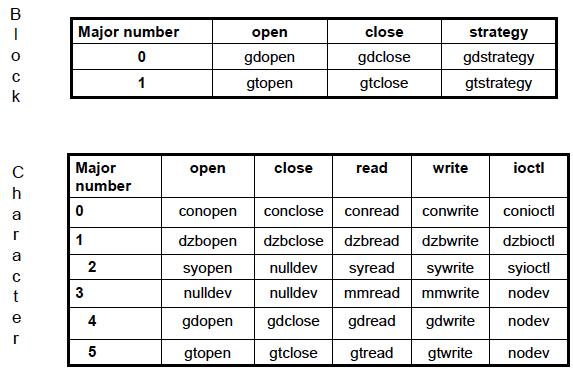 Block
Major number open close strategy
0 gdopen gdclose gdstrategy
1 gtopen gtclose gtstrategy
Character
Major number open close read write ioctl
0 conopen conclose conread conwrite conioctl
1 dzbopen dzbclose dzbread dzbwrite dzbioctl
2 syopen nulldev syread sywrite syioctl
3 nulldev nulldev mmread mmwrite nodev
4 gdopen gdclose gdread gdwrite nodev
5 gtopen gtclose gtread gtwrite nodev